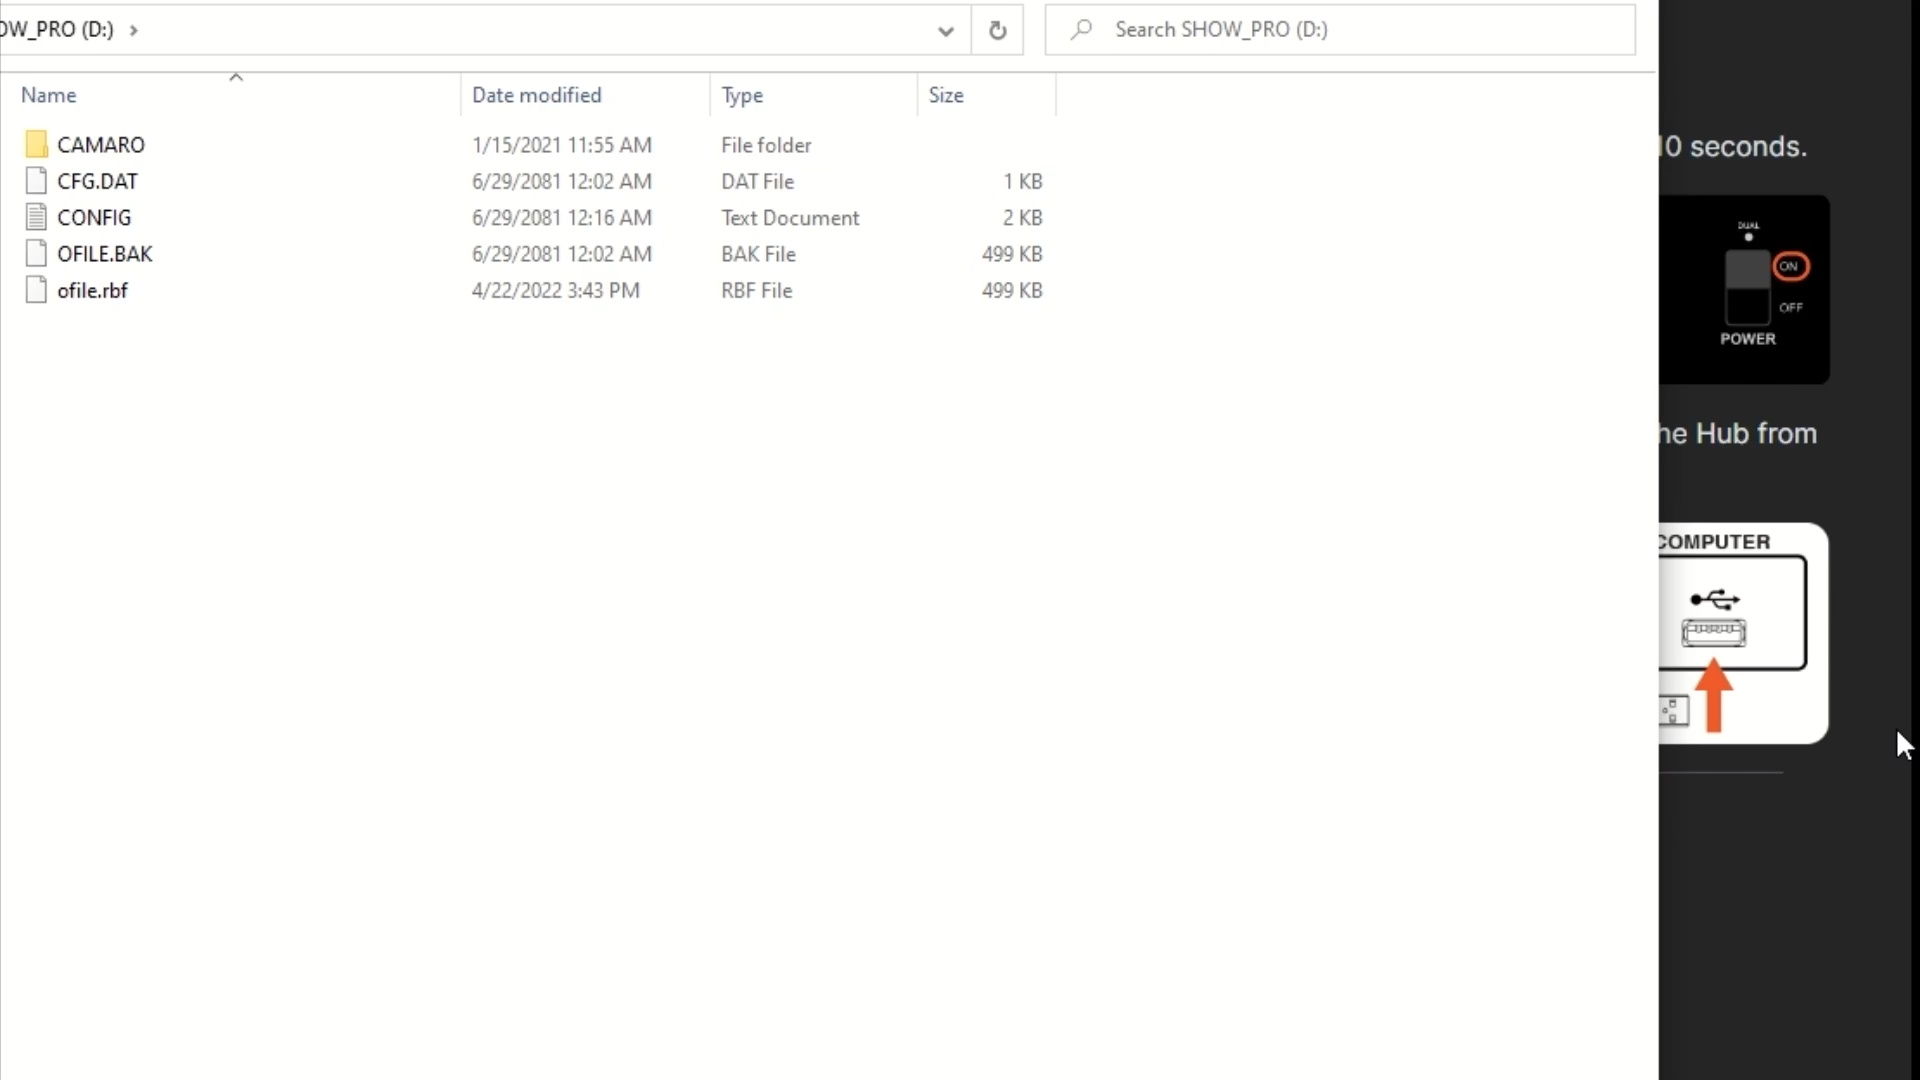 OW_PRO (D:)
Search SHOW_PRO (D:)
Name Date modified Type Size
CAMARO 1/15/2021 11:55 AM File folder
CFG.DAT 6/29/2081 12:02 AM DAT File 1 KB
CONFIG 6/29/2081 12:16 AM Text Document 2 KB
OFILE.BAK 6/29/2081 12:02 AM BAK File 499 KB
ofile.rbf 4/22/2022 3:43 PM RBF File 499 KB
10 seconds.
DUAL
ON
OFF
POWER
he Hub from
COMPUTER